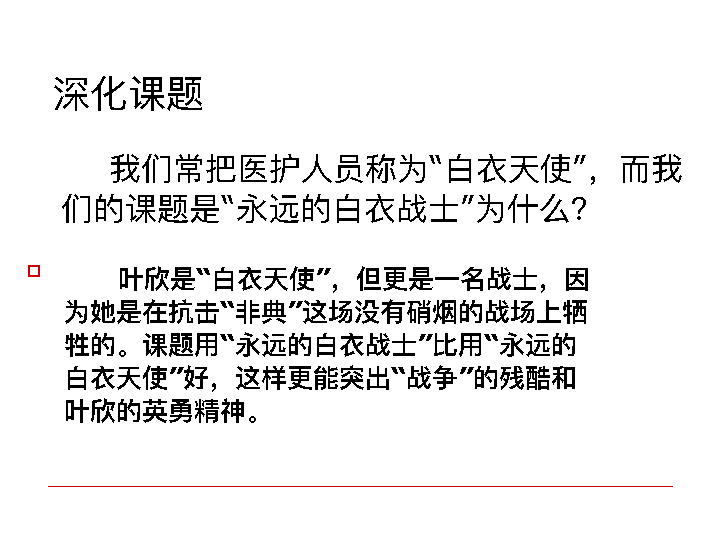 深化课题
我们常把医护人员称为“白衣天使”，而我
们的课题是“永远的白衣战士”为什么？
叶欣是“白衣天使”，但更是一名战士，因
为她是在抗击“非典”这场没有硝烟的战场上牺
牲的。课题用“永远的白衣战士”比用“永远的
白衣天使”好，这样更能突出“战争”的残酷和
叶欣的英勇精神。